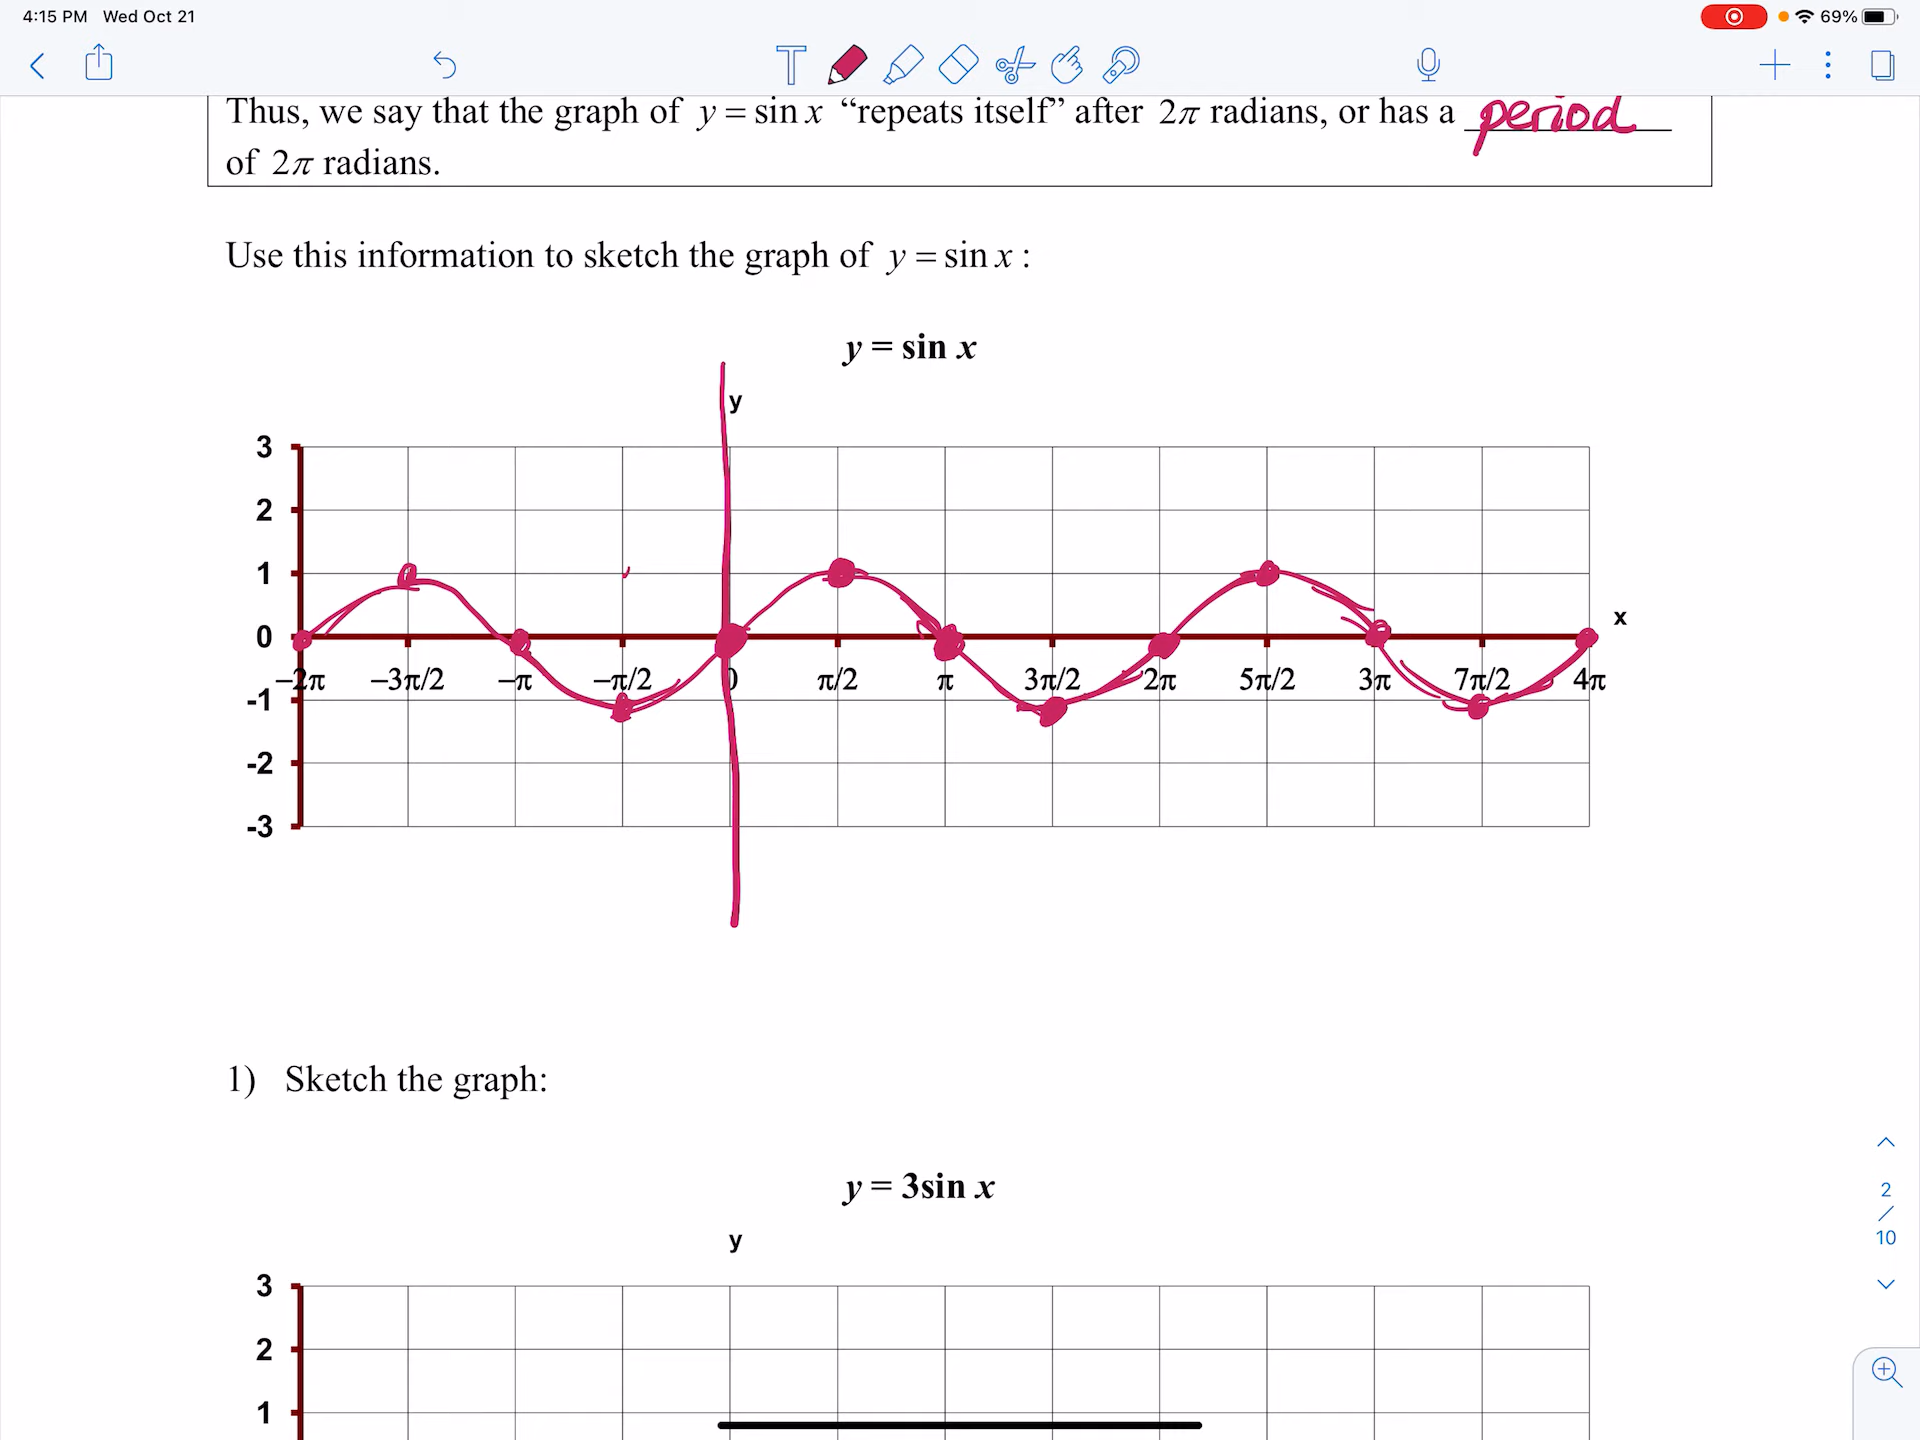 4:15 PM Wed Oct 21
69%
Thus, we say that the graph of y = sin x “repeats itself” after 2π radians, or has a period
of 2π radians.
Use this information to sketch the graph of y = sin x :
y = sin x
y
3
2
1
0
x
−2π −3π/2 −π −π/2 0 π/2 π 3π/2 2π 5π/2 3π 7π/2 4π
-1
-2
-3
1) Sketch the graph:
y = 3sin x
y
3
2
1
2
/
10